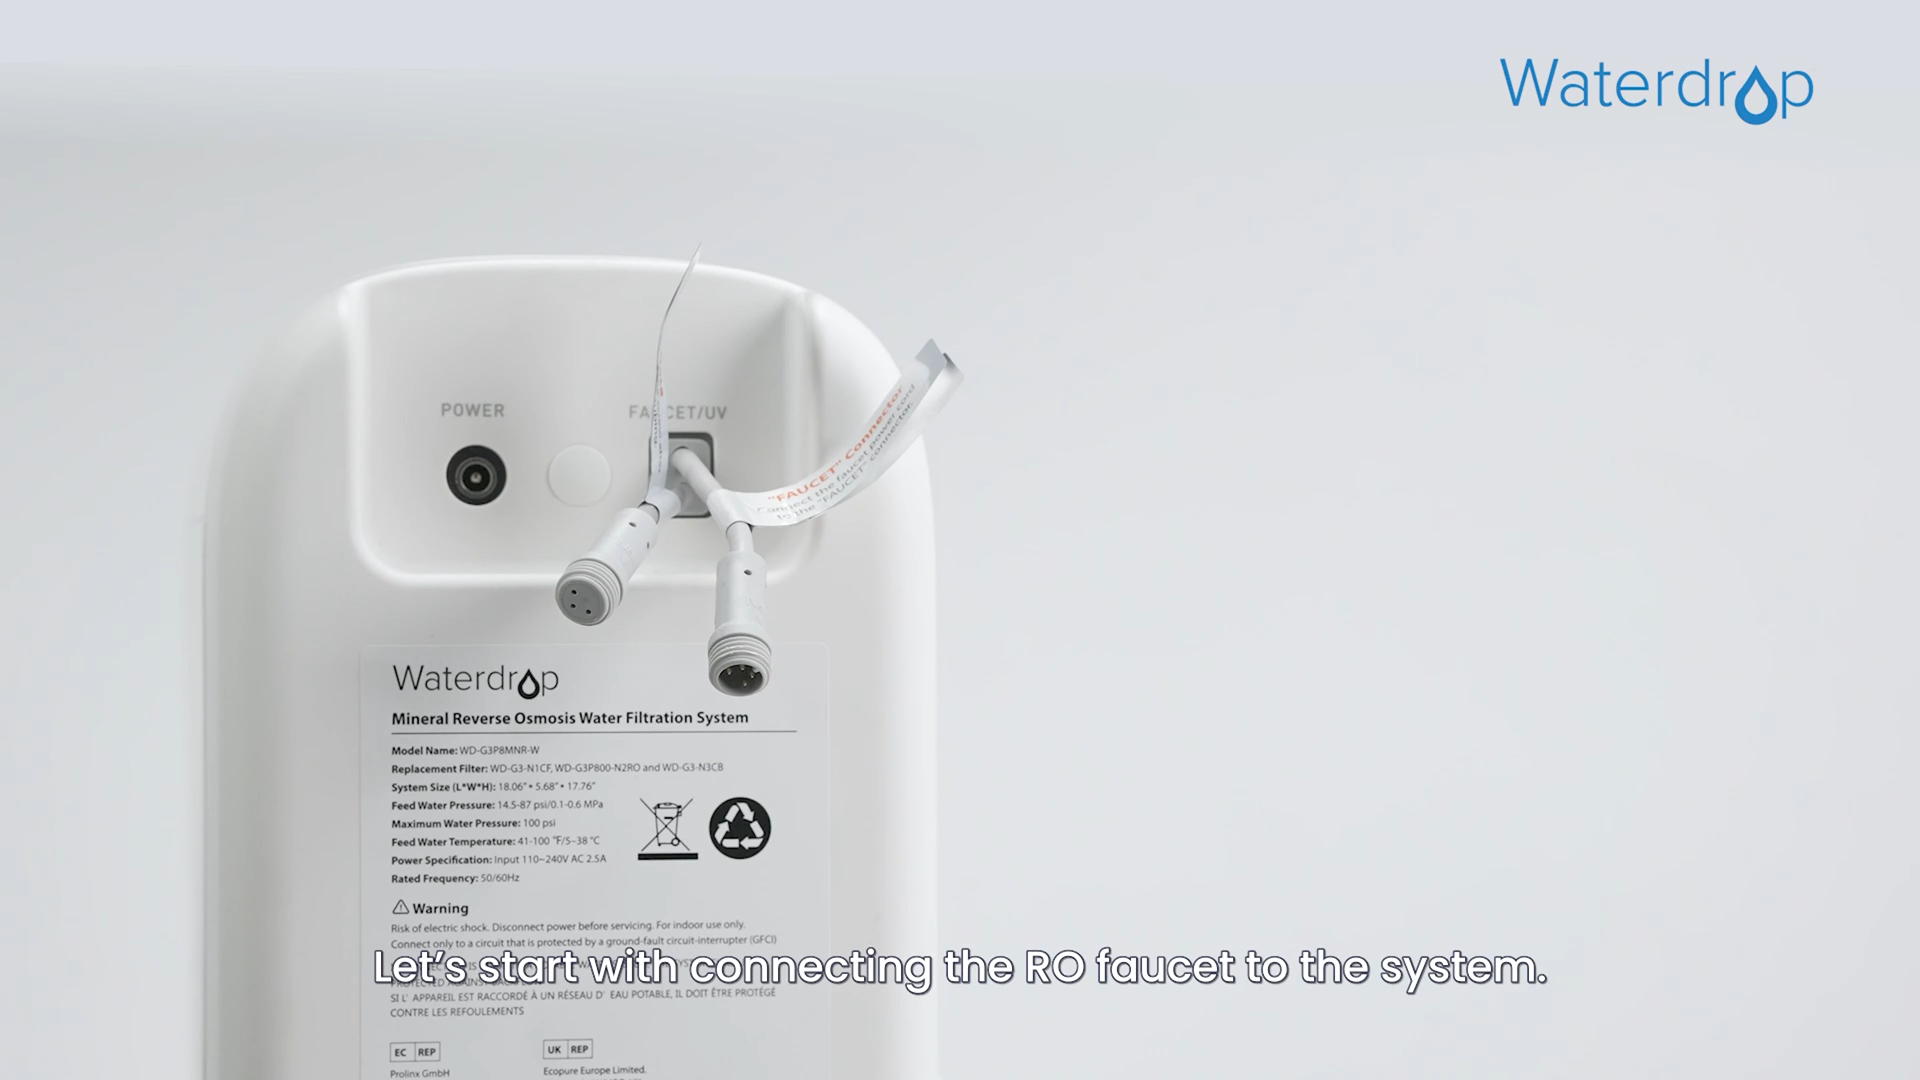 Waterdrop
POWER
FAUCET/UV
"FAUCET" Connector
Connect the faucet power cord
to the "FAUCET" connector.
Waterdrop
Mineral Reverse Osmosis Water Filtration System
Model Name: WD-G3P8MNR-W
Replacement Filter: WD-G3-N1CF, WD-G3P800-N2RO and WD-G3-N3CB
System Size (L*W*H): 18.06" * 5.68" * 17.76"
Feed Water Pressure: 14.5-87 psi/0.1-0.6 MPa
Maximum Water Pressure: 100 psi
Feed Water Temperature: 41-100 °F/5~38 °C
Power Specification: Input 110~240V AC 2.5A
Rated Frequency: 50/60Hz
Warning
Risk of electric shock. Disconnect power before servicing. For indoor use only.
Connect only to a circuit that is protected by a ground-fault circuit-interrupter (GFCI)
Let's start with connecting the RO faucet to the system.
PROTECTED AGAINST
SI L' APPAREIL EST RACCORDÉ À UN RÉSEAU D' EAU POTABLE, IL DOIT ÊTRE PROTÉGÉ
CONTRE LES REFOULEMENTS
EC REP
UK REP
Prolinx GmbH
Ecopure Europe Limited.